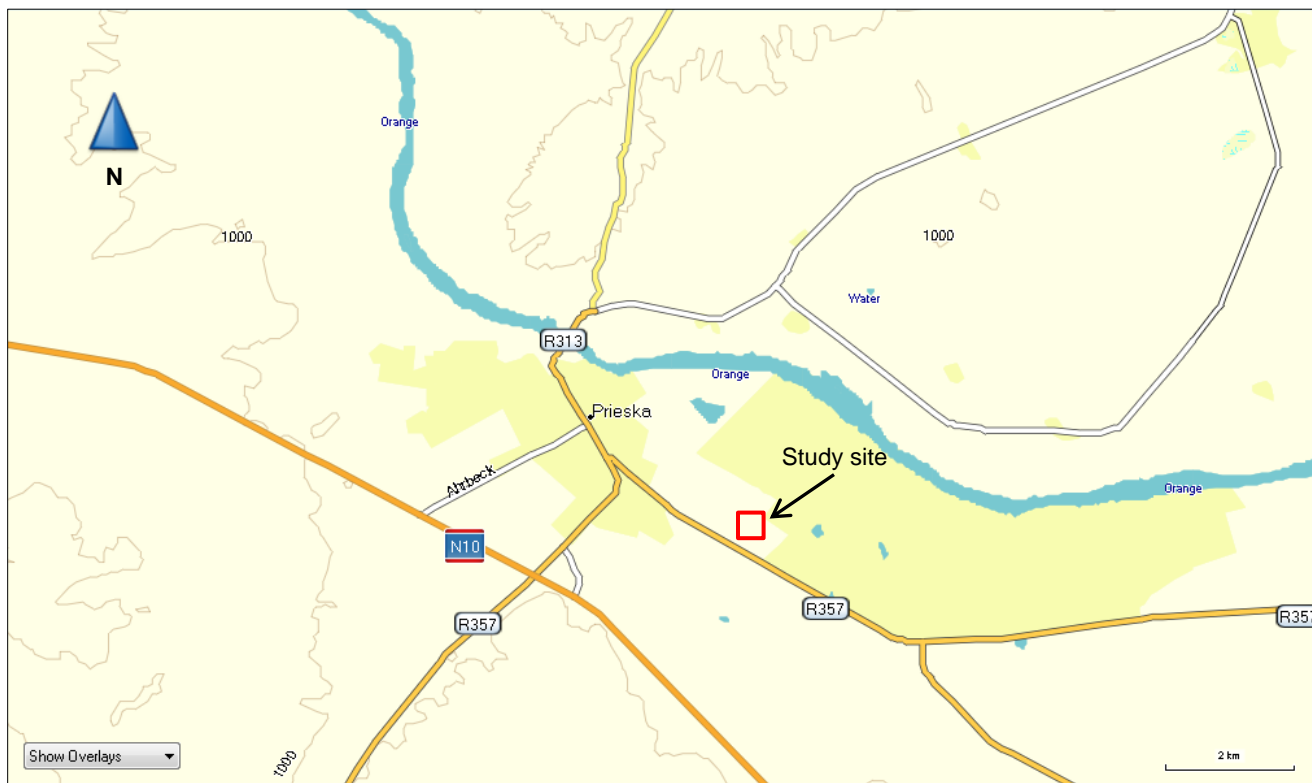 Orange
N
1000
1000
Water
R313
Orange
Prieska
Study site
Ahrbeck
Orange
N10
R357
R357
R357
1000
Show Overlays
2 km